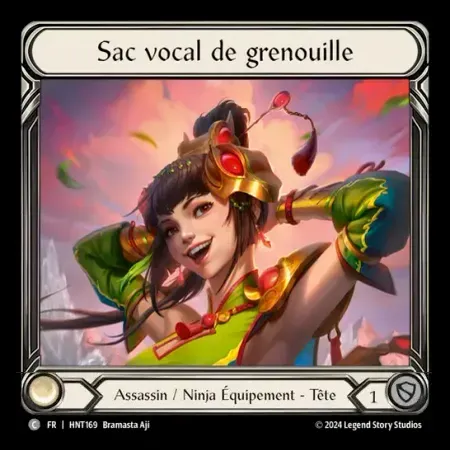 Sac vocal de grenouille
Assassin / Ninja Équipement - Tête
1
C FR | HNT169 Bramasta Aji
© 2024 Legend Story Studios